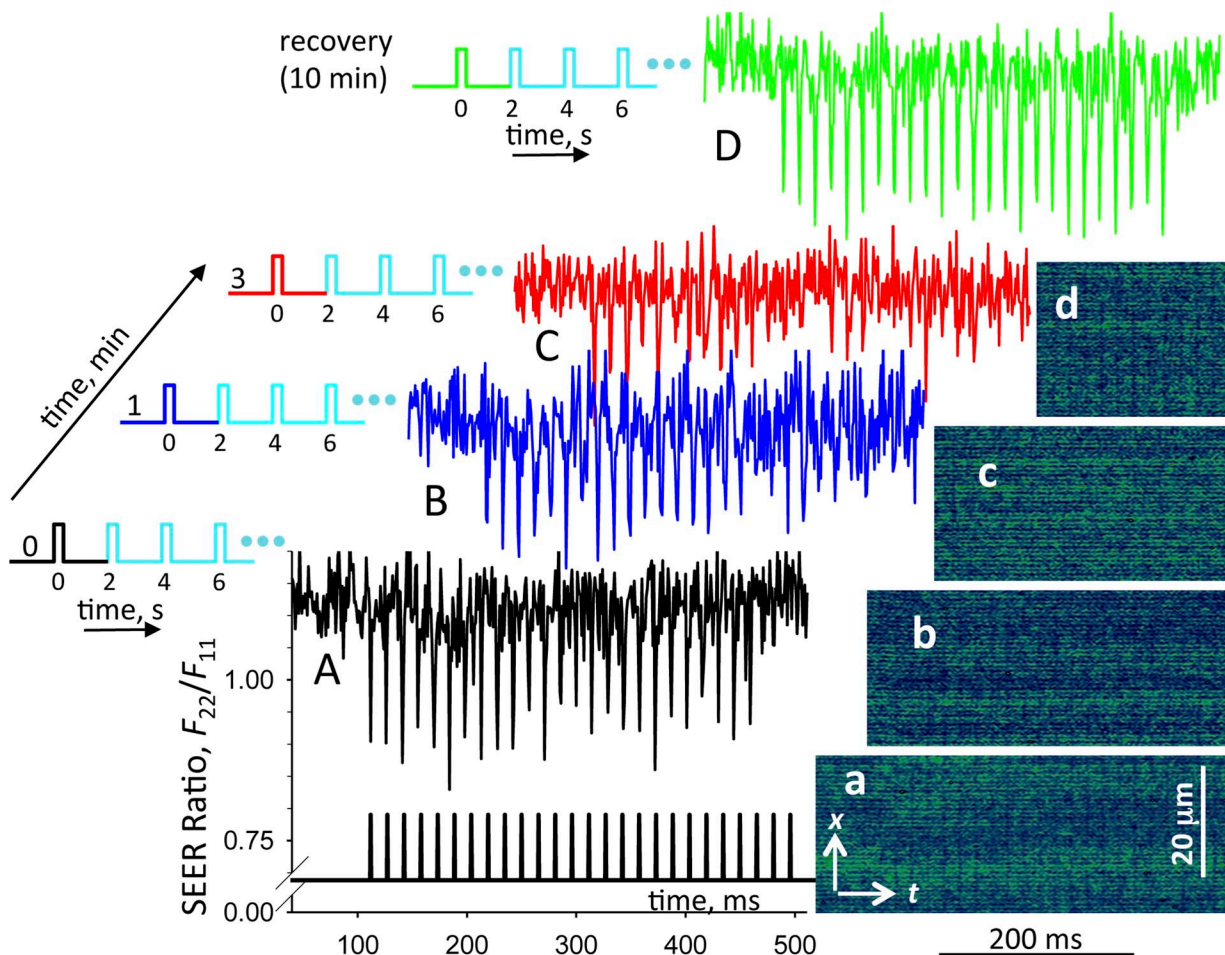 recovery
(10 min)
0 2 4 6
time, s
D
3
0 2 4 6
C
d
time, min
1
0 2 4 6
B
c
0
0 2 4 6
time, s
A
b
SEER Ratio, F22/F11
1.00
0.75
0.00
a
x
t
20 µm
time, ms
100 200 300 400 500
200 ms